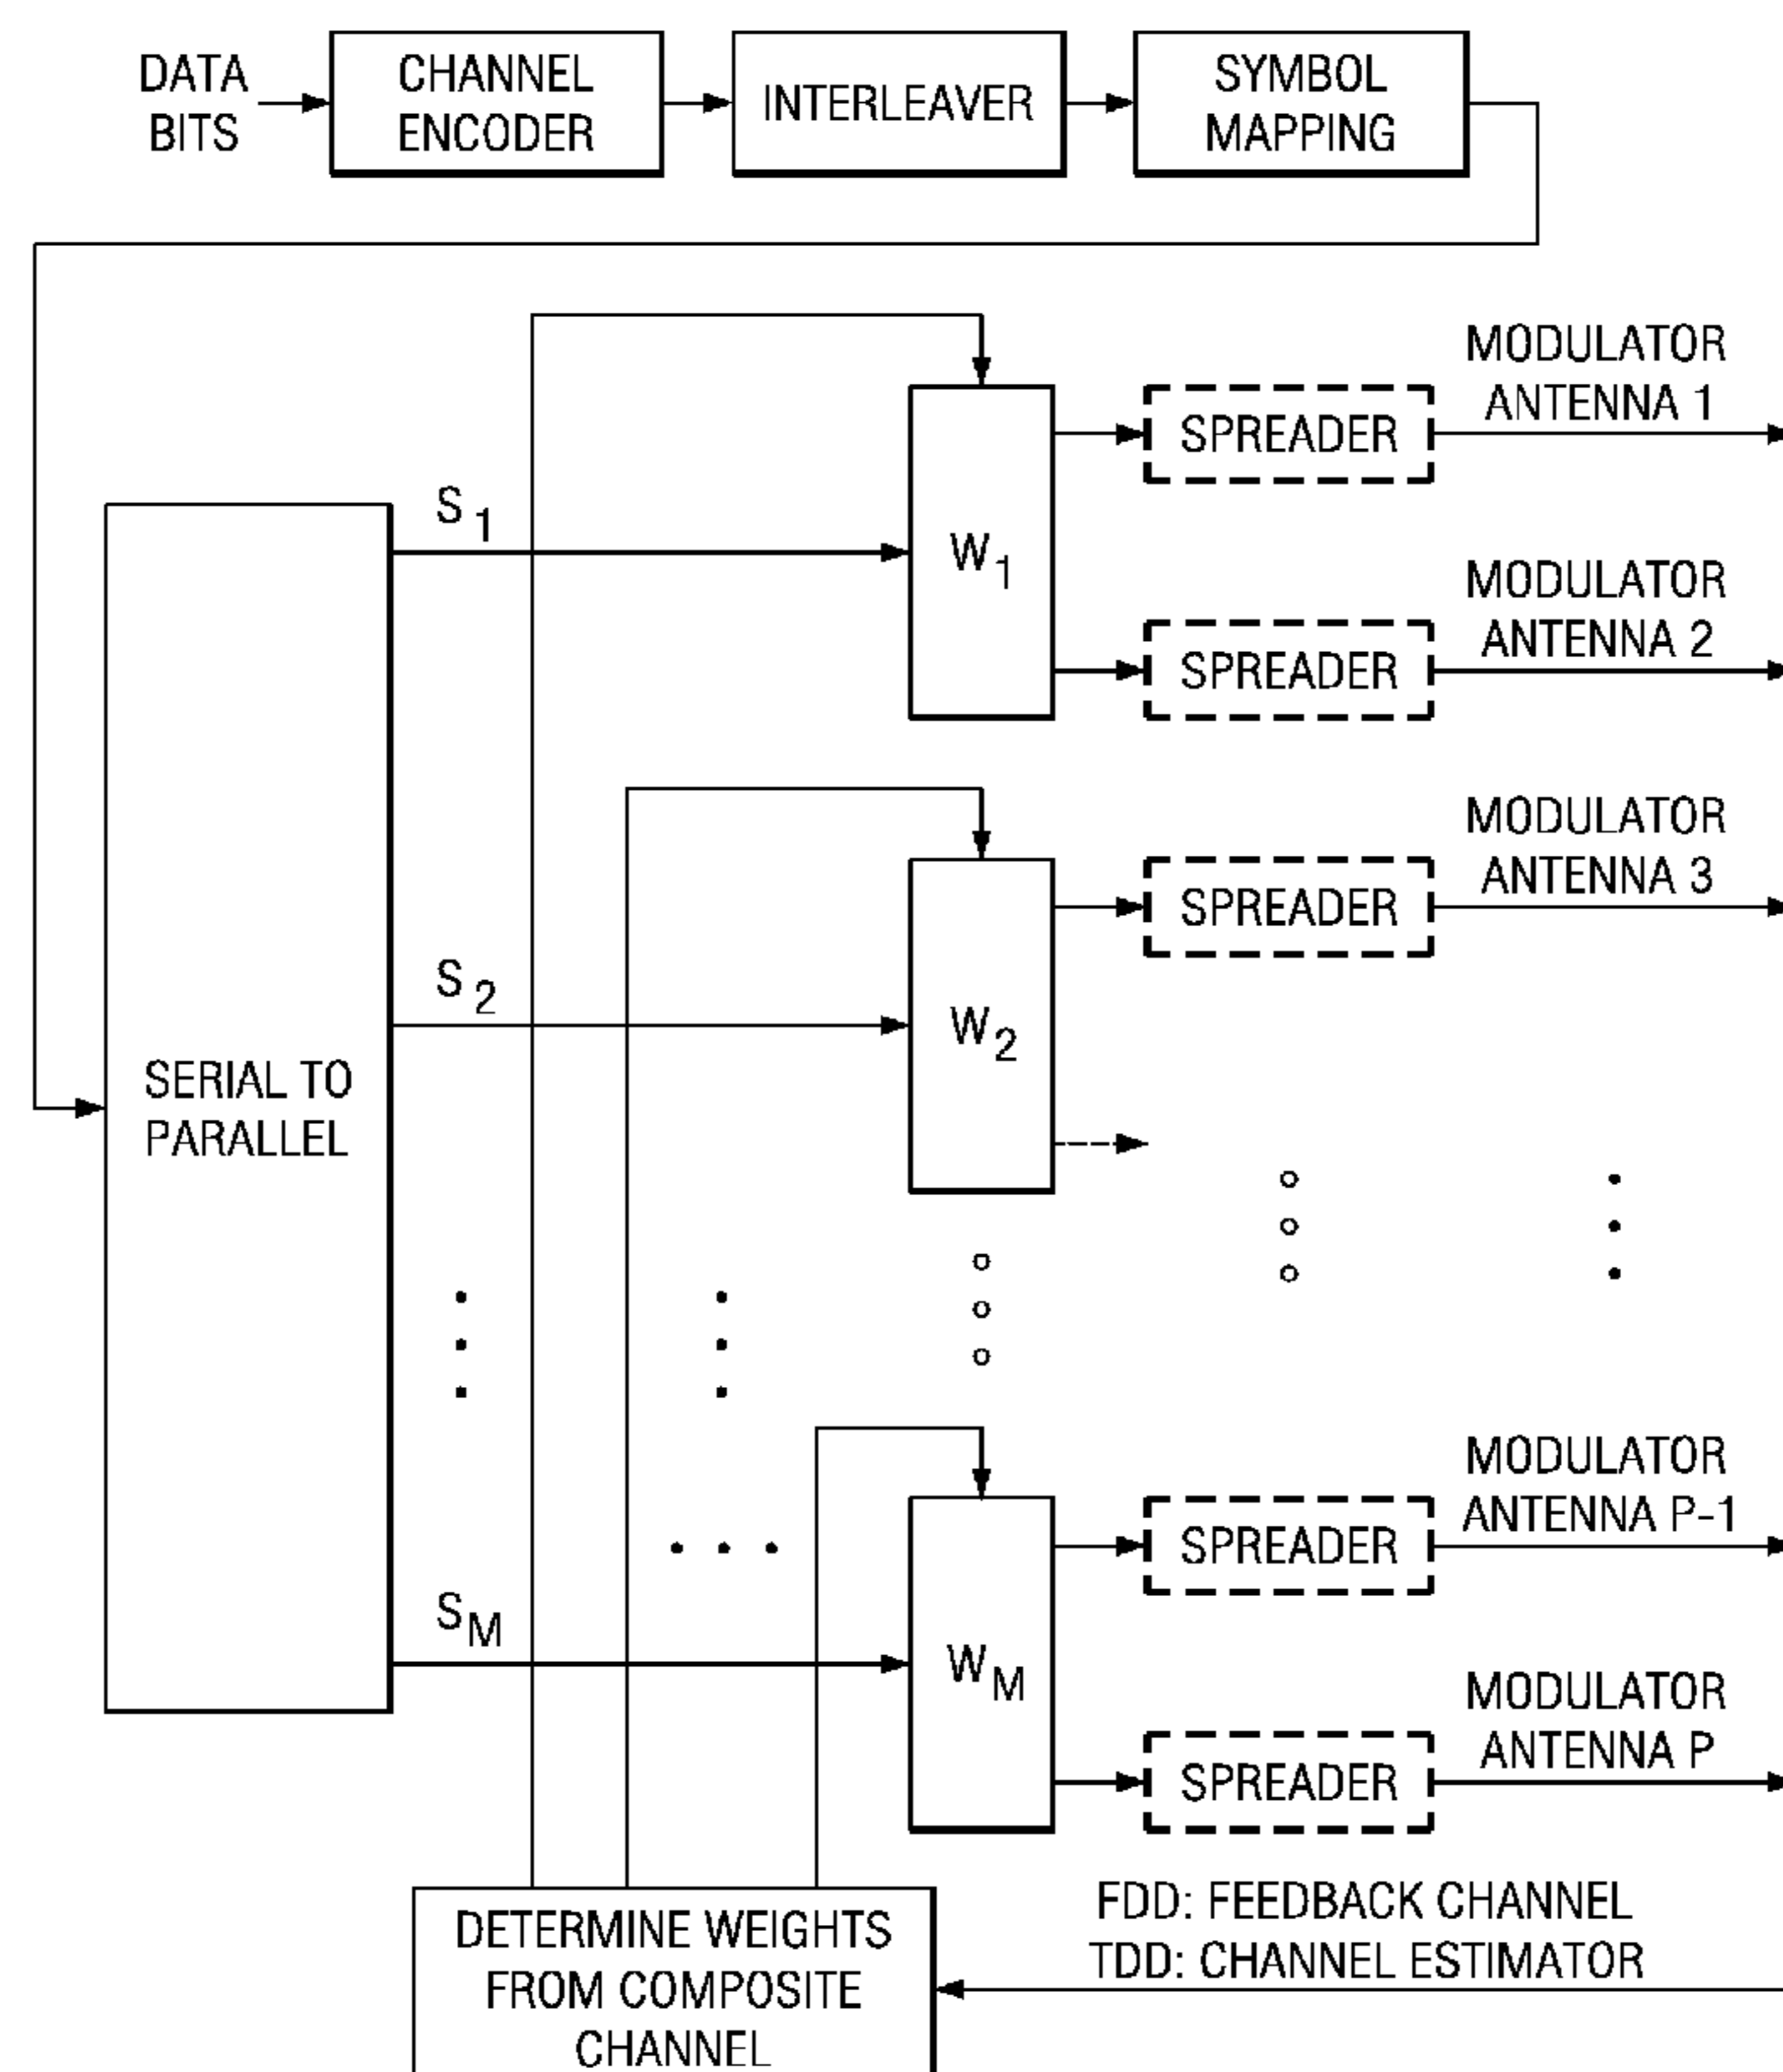 DATA
BITS
CHANNEL
ENCODER
INTERLEAVER
SYMBOL
MAPPING
MODULATOR
ANTENNA 1
SPREADER
S1
W1
MODULATOR
ANTENNA 2
SPREADER
MODULATOR
ANTENNA 3
SPREADER
S2
W2
SERIAL TO
PARALLEL
MODULATOR
ANTENNA P-1
SPREADER
SM
WM
MODULATOR
ANTENNA P
SPREADER
DETERMINE WEIGHTS
FROM COMPOSITE
CHANNEL
FDD: FEEDBACK CHANNEL
TDD: CHANNEL ESTIMATOR